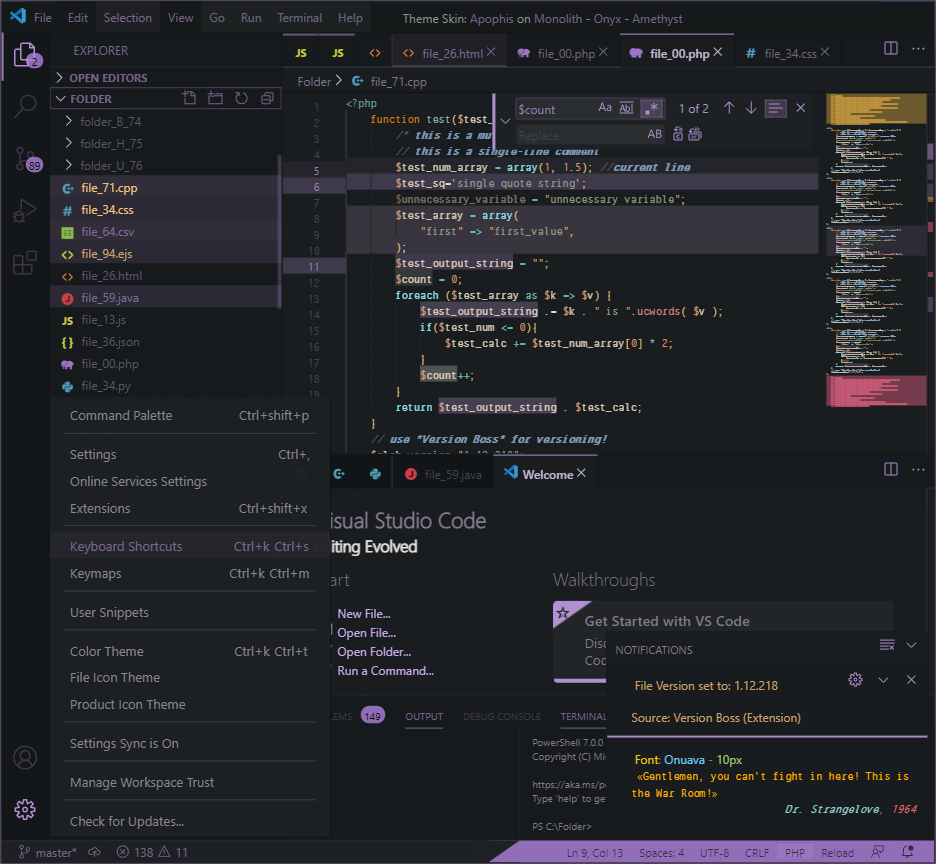 File Edit Selection View Go Run Terminal Help
Theme Skin: Apophis on Monolith - Onyx - Amethyst
2
89
EXPLORER
OPEN EDITORS
FOLDER
folder_B_74
folder_H_75
folder_U_76
file_71.cpp
file_34.css
file_64.csv
file_94.ejs
file_26.html
file_59.java
file_13.js
file_36.json
file_00.php
file_34.py
JS JS file_26.html file_00.php file_00.php file_34.css
Folder > file_71.cpp
$count Aa Abl .* 1 of 2
Replace AB
1 <?php
2 function test($test_
3 /* this is a mu
4 // this is a single-line comment
5 $test_num_array = array(1, 1.5); //current line
6 $test_sq='single quote string';
7 $unnecessary_variable = "unnecessary variable";
8 $test_array = array(
9 "first" => "first_value",
10 );
11 $test_output_string = "";
12 $count = 0;
13 foreach ($test_array as $k => $v) {
14 $test_output_string .= $k . " is ".ucwords( $v );
15 if($test_num <= 0){
16 $test_calc += $test_num_array[0] * 2;
17 }
18 $count++;
19 }
return $test_output_string . $test_calc;
}
// use *Version Boss* for versioning!
Command Palette Ctrl+shift+p
Settings Ctrl+,
Online Services Settings
Extensions Ctrl+shift+x
Keyboard Shortcuts Ctrl+k Ctrl+s
Keymaps Ctrl+k Ctrl+m
User Snippets
Color Theme Ctrl+k Ctrl+t
File Icon Theme
Product Icon Theme
Settings Sync is On
Manage Workspace Trust
Check for Updates...
file_59.java Welcome
isual Studio Code
iting Evolved
art
New File...
Open File...
Open Folder...
Run a Command...
Walkthroughs
Get Started with VS Code
Disc
Coc
NOTIFICATIONS
File Version set to: 1.12.218
Source: Version Boss (Extension)
Font: Onuava - 10px
«Gentlemen, you can't fight in here! This is
the War Room!»
Dr. Strangelove, 1964
LEMS 149 OUTPUT DEBUG CONSOLE TERMINAL
PowerShell 7.0.0
Copyright (C) Mi
https://aka.ms/p
Type 'help' to ge
PS C:\Folder>
master* 138 11
Ln 9, Col 13 Spaces: 4 UTF-8 CRLF PHP Reload